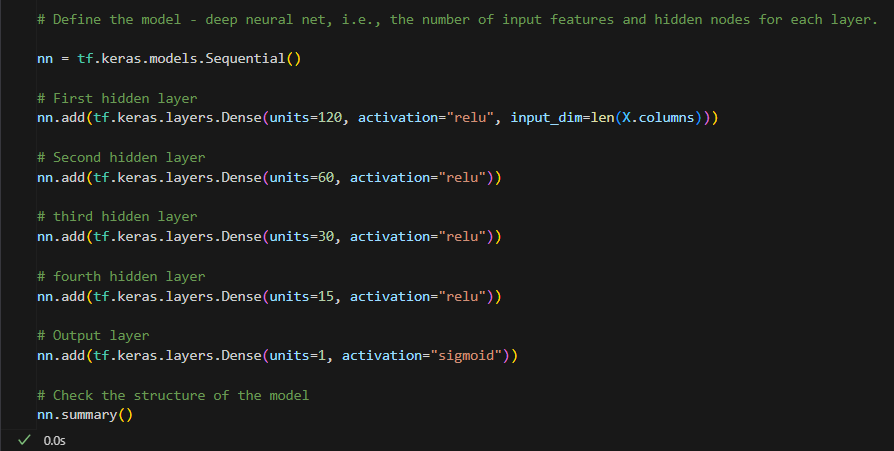 # Define the model - deep neural net, i.e., the number of input features and hidden nodes for each layer.
nn = tf.keras.models.Sequential()
# First hidden layer
nn.add(tf.keras.layers.Dense(units=120, activation="relu", input_dim=len(X.columns)))
# Second hidden layer
nn.add(tf.keras.layers.Dense(units=60, activation="relu"))
# third hidden layer
nn.add(tf.keras.layers.Dense(units=30, activation="relu"))
# fourth hidden layer
nn.add(tf.keras.layers.Dense(units=15, activation="relu"))
# Output layer
nn.add(tf.keras.layers.Dense(units=1, activation="sigmoid"))
# Check the structure of the model
nn.summary()
0.0s